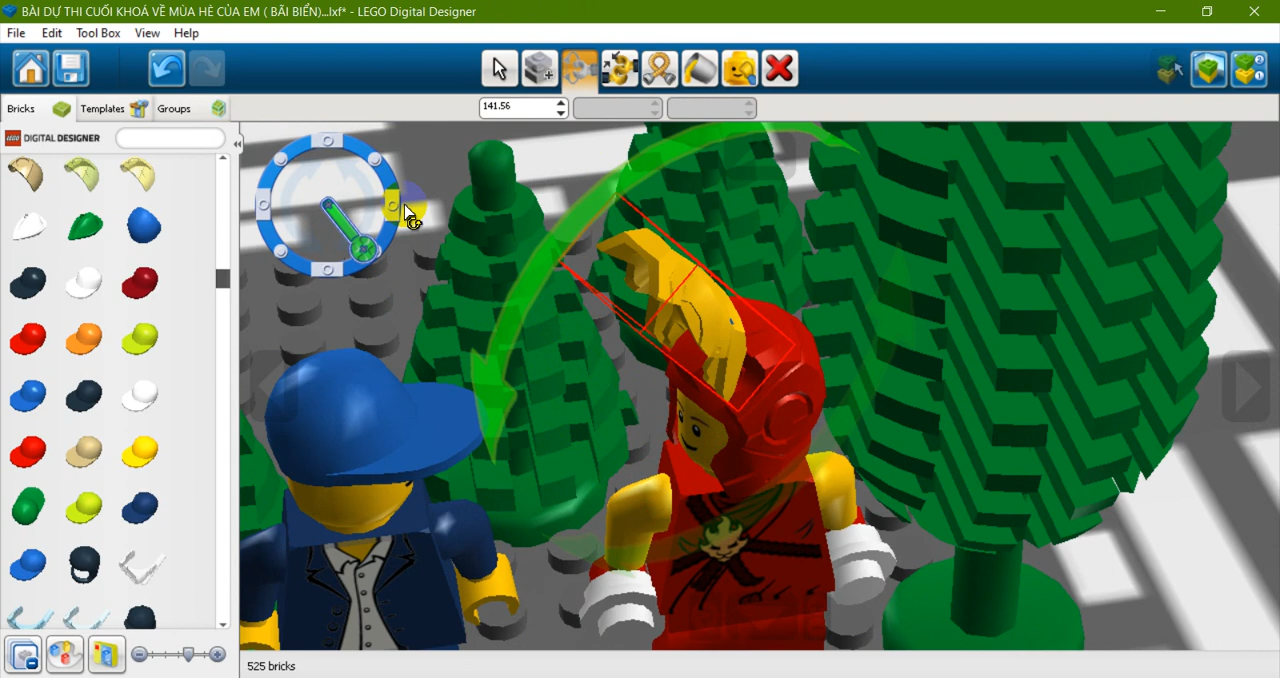 BÀI DỰ THI CUỐI KHOÁ VỀ MÙA HÈ CỦA EM ( BÃI BIỂN)...lxf* - LEGO Digital Designer
File Edit Tool Box View Help
141.56
Bricks Templates Groups
LEGO DIGITAL DESIGNER
525 bricks